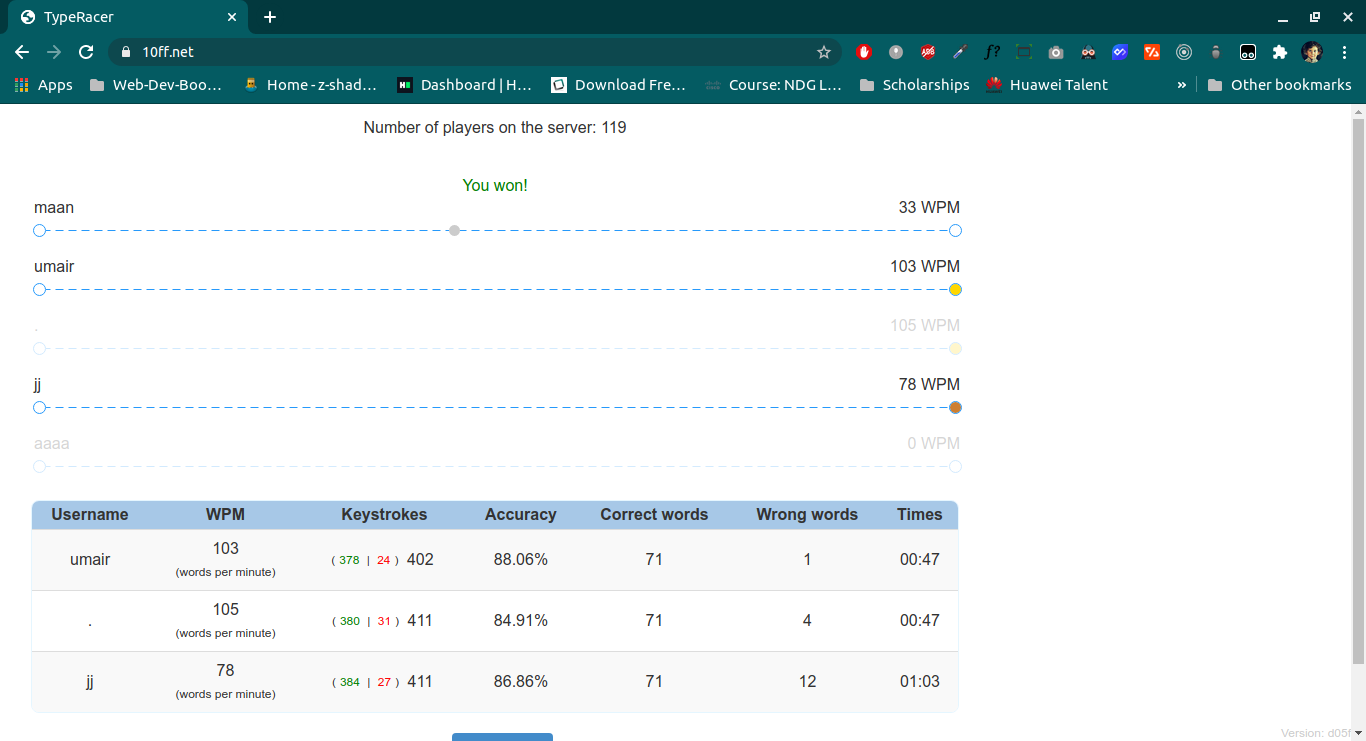 TypeRacer
10ff.net
Apps Web-Dev-Boo... Home - z-shad... Dashboard | H... Download Fre... Course: NDG L... Scholarships Huawei Talent » Other bookmarks
Number of players on the server: 119
You won!
maan 33 WPM
umair 103 WPM
. 105 WPM
jj 78 WPM
aaaa 0 WPM
Username WPM Keystrokes Accuracy Correct words Wrong words Times
umair 103 (words per minute) ( 378 | 24 ) 402 88.06% 71 1 00:47
. 105 (words per minute) ( 380 | 31 ) 411 84.91% 71 4 00:47
jj 78 (words per minute) ( 384 | 27 ) 411 86.86% 71 12 01:03
Version: d05f